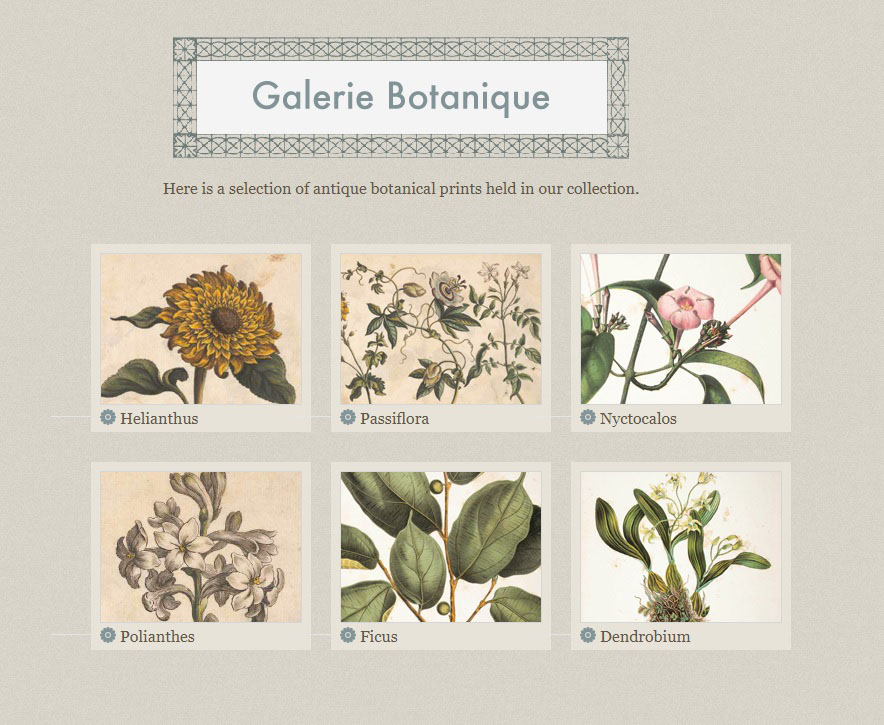 Galerie Botanique
Here is a selection of antique botanical prints held in our collection.
Helianthus
Passiflora
Nyctocalos
Polianthes
Ficus
Dendrobium